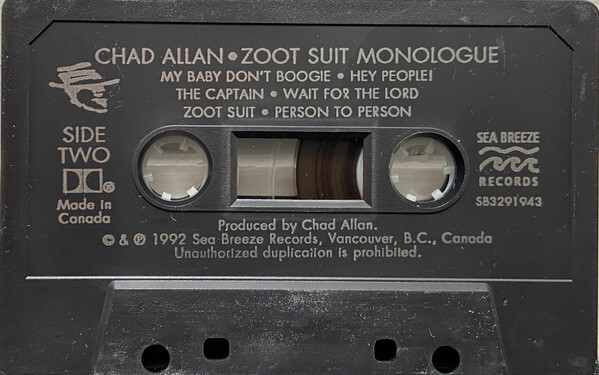 CHAD ALLAN • ZOOT SUIT MONOLOGUE
MY BABY DON'T BOOGIE • HEY PEOPLE!
THE CAPTAIN • WAIT FOR THE LORD
ZOOT SUIT • PERSON TO PERSON
SIDE
TWO
®
Made in
Canada
SEA BREEZE
RECORDS
SB3291943
Produced by Chad Allan.
© & ℗ 1992 Sea Breeze Records, Vancouver, B.C., Canada
Unauthorized duplication is prohibited.